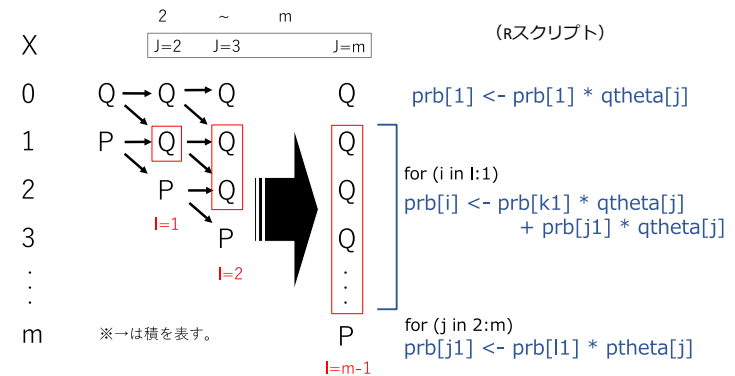 2 ~ m
X J=2 J=3 J=m
(Rスクリプト)
0 Q Q Q Q prb[1] <- prb[1] * qtheta[j]
1 P Q Q Q
for (i in l:1)
2 P Q Q prb[i] <- prb[k1] * qtheta[j]
+ prb[j1] * qtheta[j]
l=1
3 P Q
l=2
· ·
· ·
· ·
for (j in 2:m)
m ※→は積を表す。 P prb[j1] <- prb[l1] * ptheta[j]
l=m-1